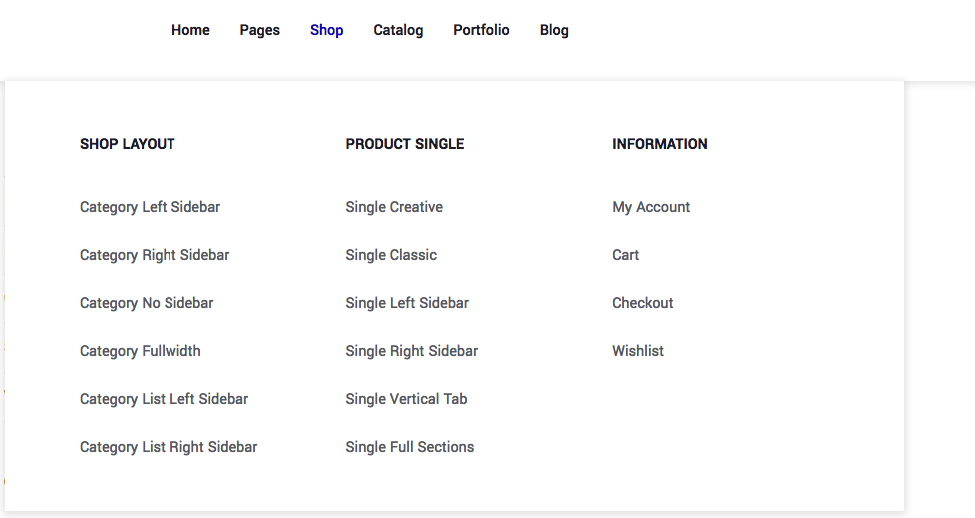 Home Pages Shop Catalog Portfolio Blog
SHOP LAYOUT
Category Left Sidebar
Category Right Sidebar
Category No Sidebar
Category Fullwidth
Category List Left Sidebar
Category List Right Sidebar
PRODUCT SINGLE
Single Creative
Single Classic
Single Left Sidebar
Single Right Sidebar
Single Vertical Tab
Single Full Sections
INFORMATION
My Account
Cart
Checkout
Wishlist